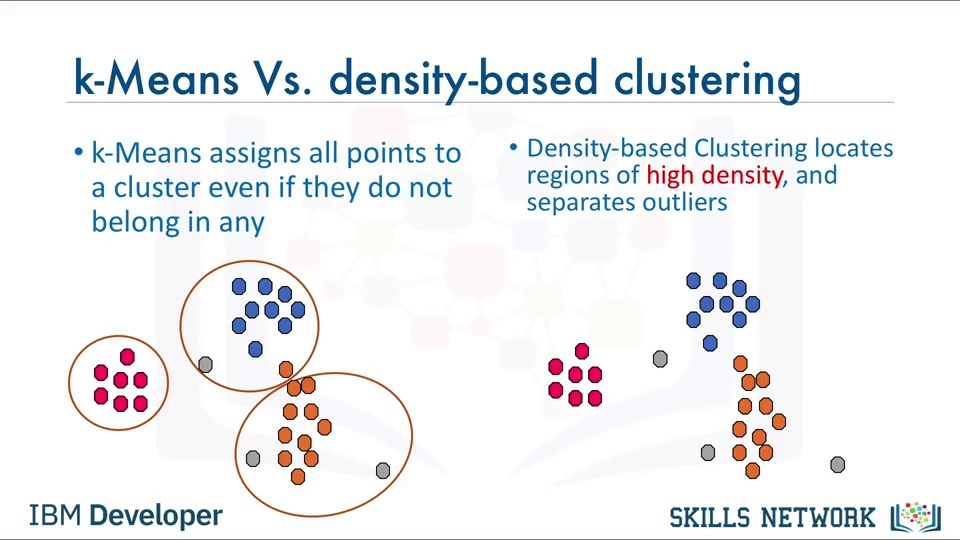 k-Means Vs. density-based clustering
• k-Means assigns all points to
a cluster even if they do not
belong in any
• Density-based Clustering locates
regions of high density, and
separates outliers
IBM Developer
SKILLS NETWORK